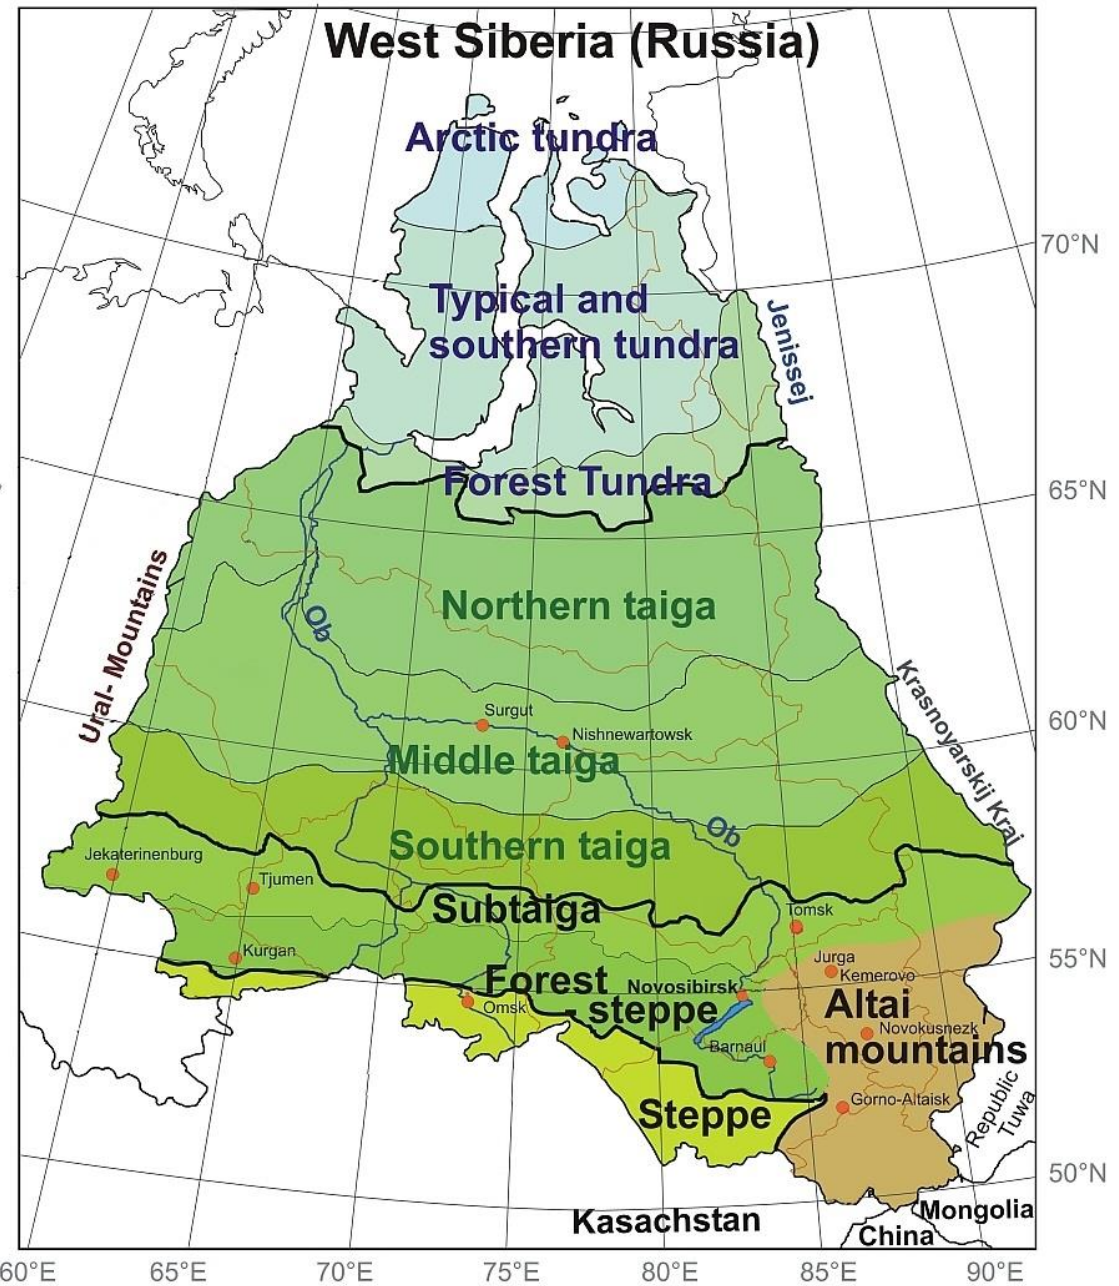 West Siberia (Russia)
Arctic tundra
70°N
Typical and
southern tundra
Jenissej
Forest Tundra
65°N
Ural- Mountains
Ob
Northern taiga
Krasnoyarskij Kraj
Surgut
60°N
Nishnewartowsk
Middle taiga
Ob
Southern taiga
Jekaterinenburg
Tjumen
Subtaiga
Tomsk
Kurgan
Jurga
55°N
Kemerovo
Forest
- steppe
Novosibirsk
Omsk
Altai
mountains
Novokusnezk
Barnaul
Gorno-Altaisk
Republic
Tuwa
Steppe
50°N
Kasachstan
Mongolia
China
60°E
65°E
70°E
75°E
80°E
85°E
90°E